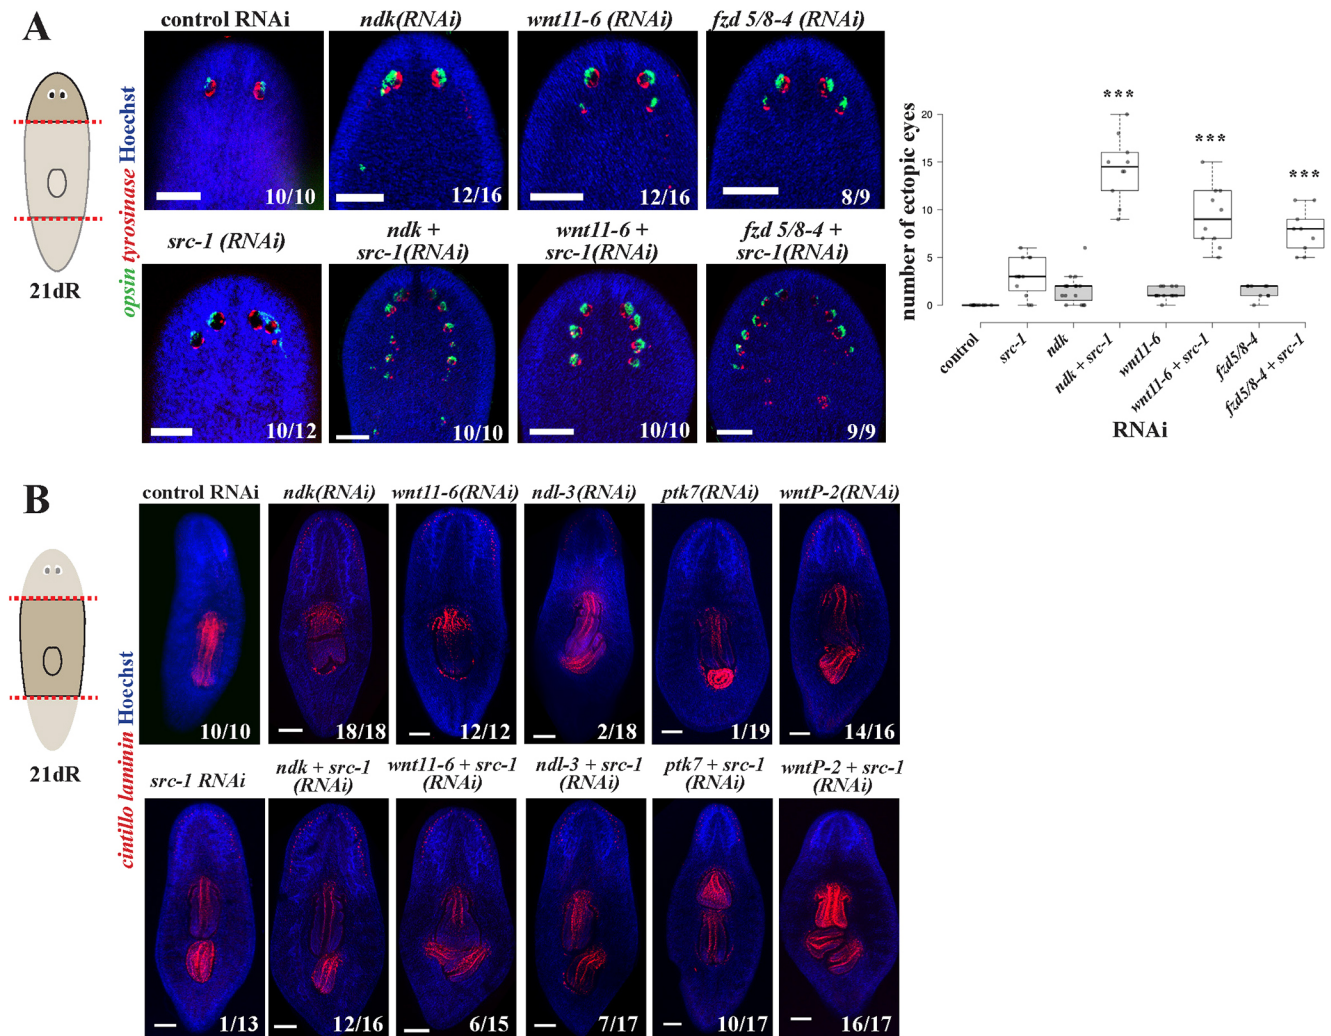 A
control RNAi
ndk(RNAi)
wnt11-6 (RNAi)
fzd 5/8-4 (RNAi)
10/10
12/16
12/16
8/9
src-1 (RNAi)
ndk +
src-1(RNAi)
wnt11-6 +
src-1(RNAi)
fzd 5/8-4 +
src-1(RNAi)
10/12
10/10
10/10
9/9
21dR
opsin tyrosinase Hoechst
number of ectopic eyes
20
15
10
5
0
***
***
***
control
src-1
ndk
ndk + src-1
wnt11-6
wnt11-6 + src-1
fzd5/8-4
fzd5/8-4 + src-1
RNAi
B
control RNAi
ndk(RNAi)
wnt11-6(RNAi)
ndl-3(RNAi)
ptk7(RNAi)
wntP-2(RNAi)
10/10
18/18
12/12
2/18
1/19
14/16
21dR
cintillo laminin Hoechst
src-1 RNAi
ndk + src-1
(RNAi)
wnt11-6 + src-1
(RNAi)
ndl-3 + src-1
(RNAi)
ptk7 + src-1
(RNAi)
wntP-2 + src-1
(RNAi)
1/13
12/16
6/15
7/17
10/17
16/17